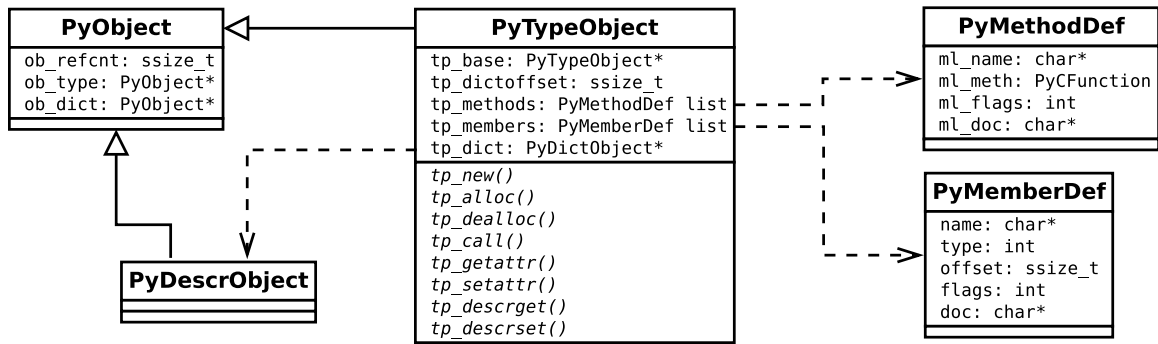 PyObject
ob_refcnt: ssize_t
ob_type: PyObject*
ob_dict: PyObject*
PyTypeObject
tp_base: PyTypeObject*
tp_dictoffset: ssize_t
tp_methods: PyMethodDef list
tp_members: PyMemberDef list
tp_dict: PyDictObject*
tp_new()
tp_alloc()
tp_dealloc()
tp_call()
tp_getattr()
tp_setattr()
tp_descrget()
tp_descrset()
PyMethodDef
ml_name: char*
ml_meth: PyCFunction
ml_flags: int
ml_doc: char*
PyMemberDef
name: char*
type: int
offset: ssize_t
flags: int
doc: char*
PyDescrObject